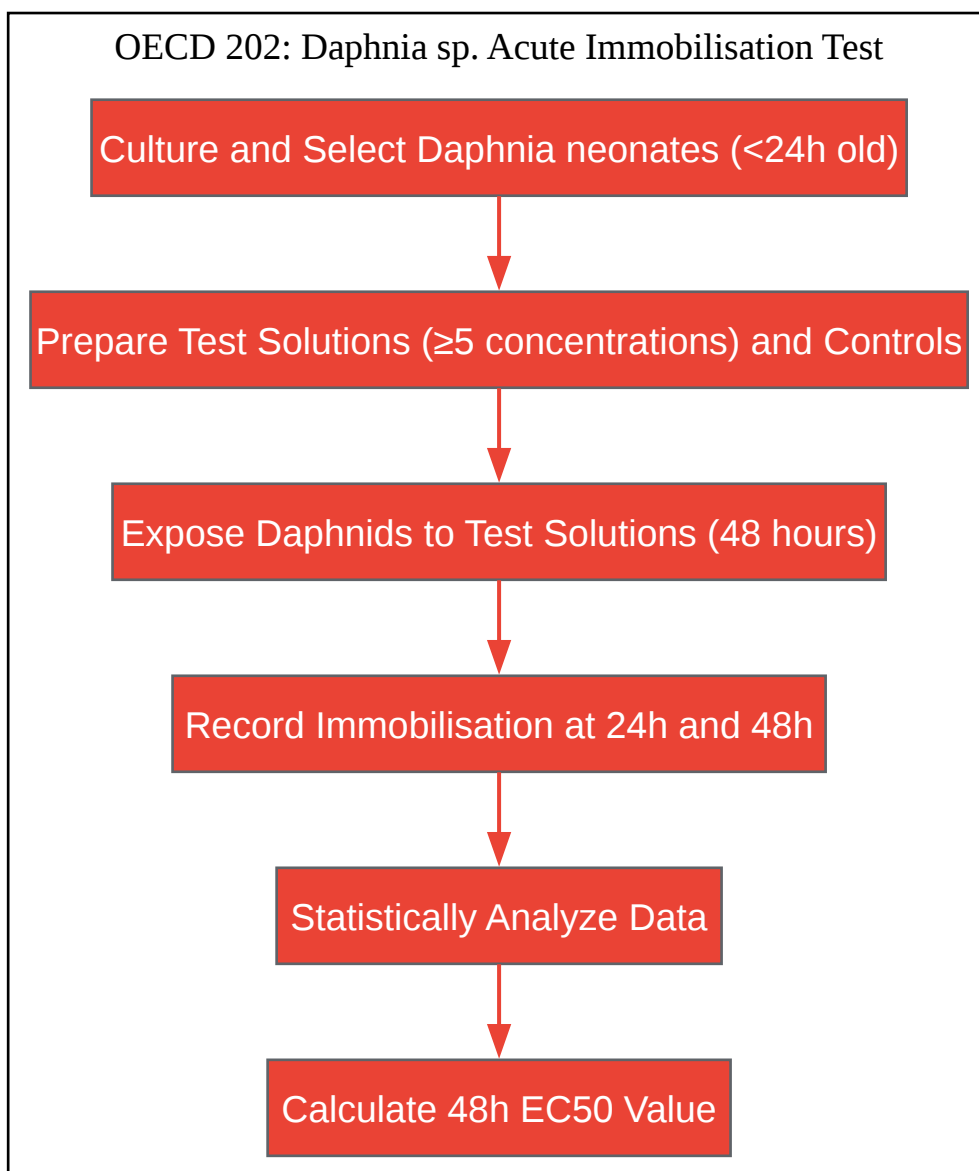 OECD 202: Daphnia sp. Acute Immobilisation Test
Culture and Select Daphnia neonates (<24h old)
Prepare Test Solutions (≥5 concentrations) and Controls
Expose Daphnids to Test Solutions (48 hours)
Record Immobilisation at 24h and 48h
Statistically Analyze Data
Calculate 48h EC50 Value